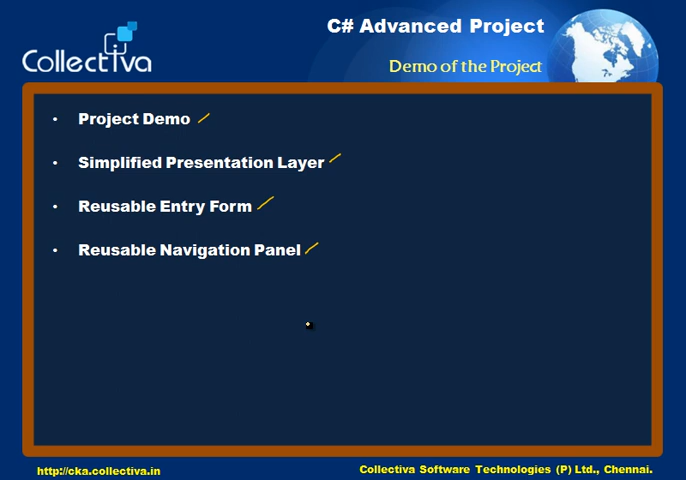 Collectiva
C# Advanced Project
Demo of the Project
• Project Demo
• Simplified Presentation Layer
• Reusable Entry Form
• Reusable Navigation Panel
http://cka.collectiva.in
Collectiva Software Technologies (P) Ltd., Chennai.